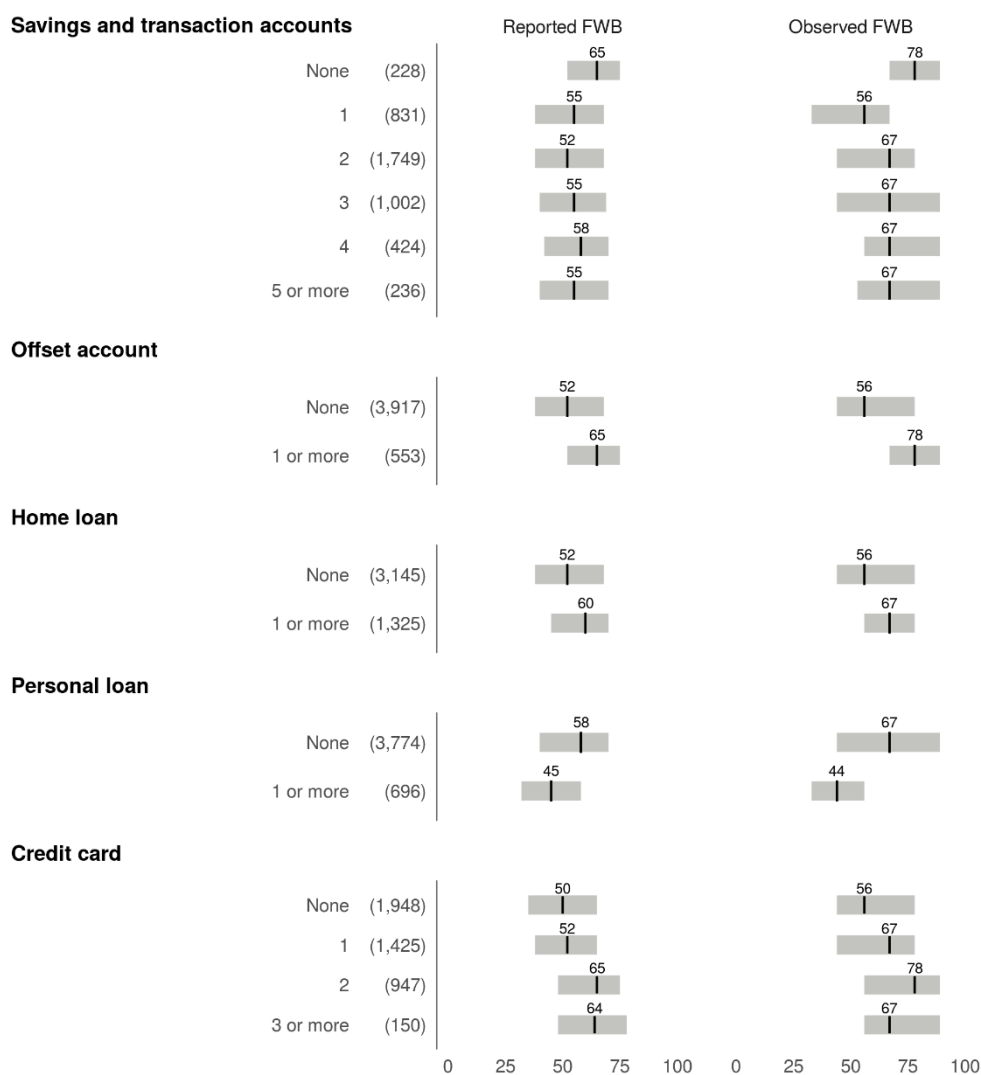 Savings and transaction accounts Reported FWB Observed FWB
65 78
None (228)
55 56
1 (831)
52 67
2 (1,749)
55 67
3 (1,002)
58 67
4 (424)
55 67
5 or more (236)
Offset account
52 56
None (3,917)
65 78
1 or more (553)
Home loan
52 56
None (3,145)
60 67
1 or more (1,325)
Personal loan
58 67
None (3,774)
45 44
1 or more (696)
Credit card
50 56
None (1,948)
52 67
1 (1,425)
65 78
2 (947)
64 67
3 or more (150)
0 25 50 75 100 0 25 50 75 100